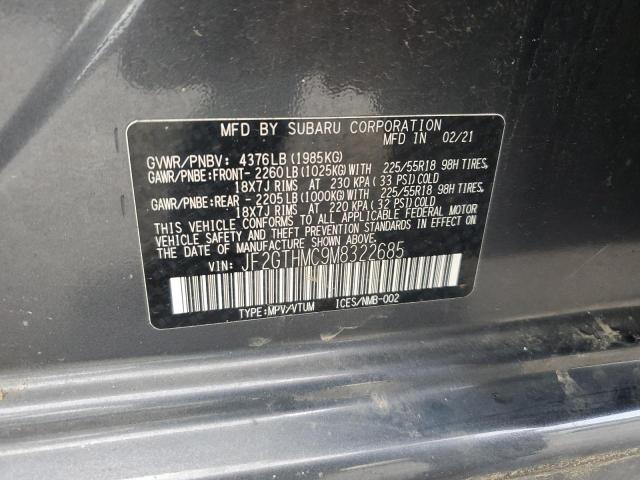 MFD BY SUBARU CORPORATION
MFD IN 02/21
GVWR/PNBV: 4376LB(1985KG)
GAWR/PNBE:FRONT- 2260LB(1025KG)WITH 225/55R18 98H TIRES,
18X7J RIMS AT 230 KPA(33 PSI)COLD
GAWR/PNBE:REAR - 2205LB(1000KG)WITH 225/55R18 98H TIRES,
18X7J RIMS AT 220 KPA(32 PSI)COLD
THIS VEHICLE CONFORMS TO ALL APPLICABLE FEDERAL MOTOR
VEHICLE SAFETY AND THEFT PREVENTION STANDARDS IN EFFECT ON
THE DATE OF MANUFACTURE SHOWN ABOVE.
VIN: JF2GTHMC9M8322685
TYPE:MPV/VTUM ICES/NMB-002